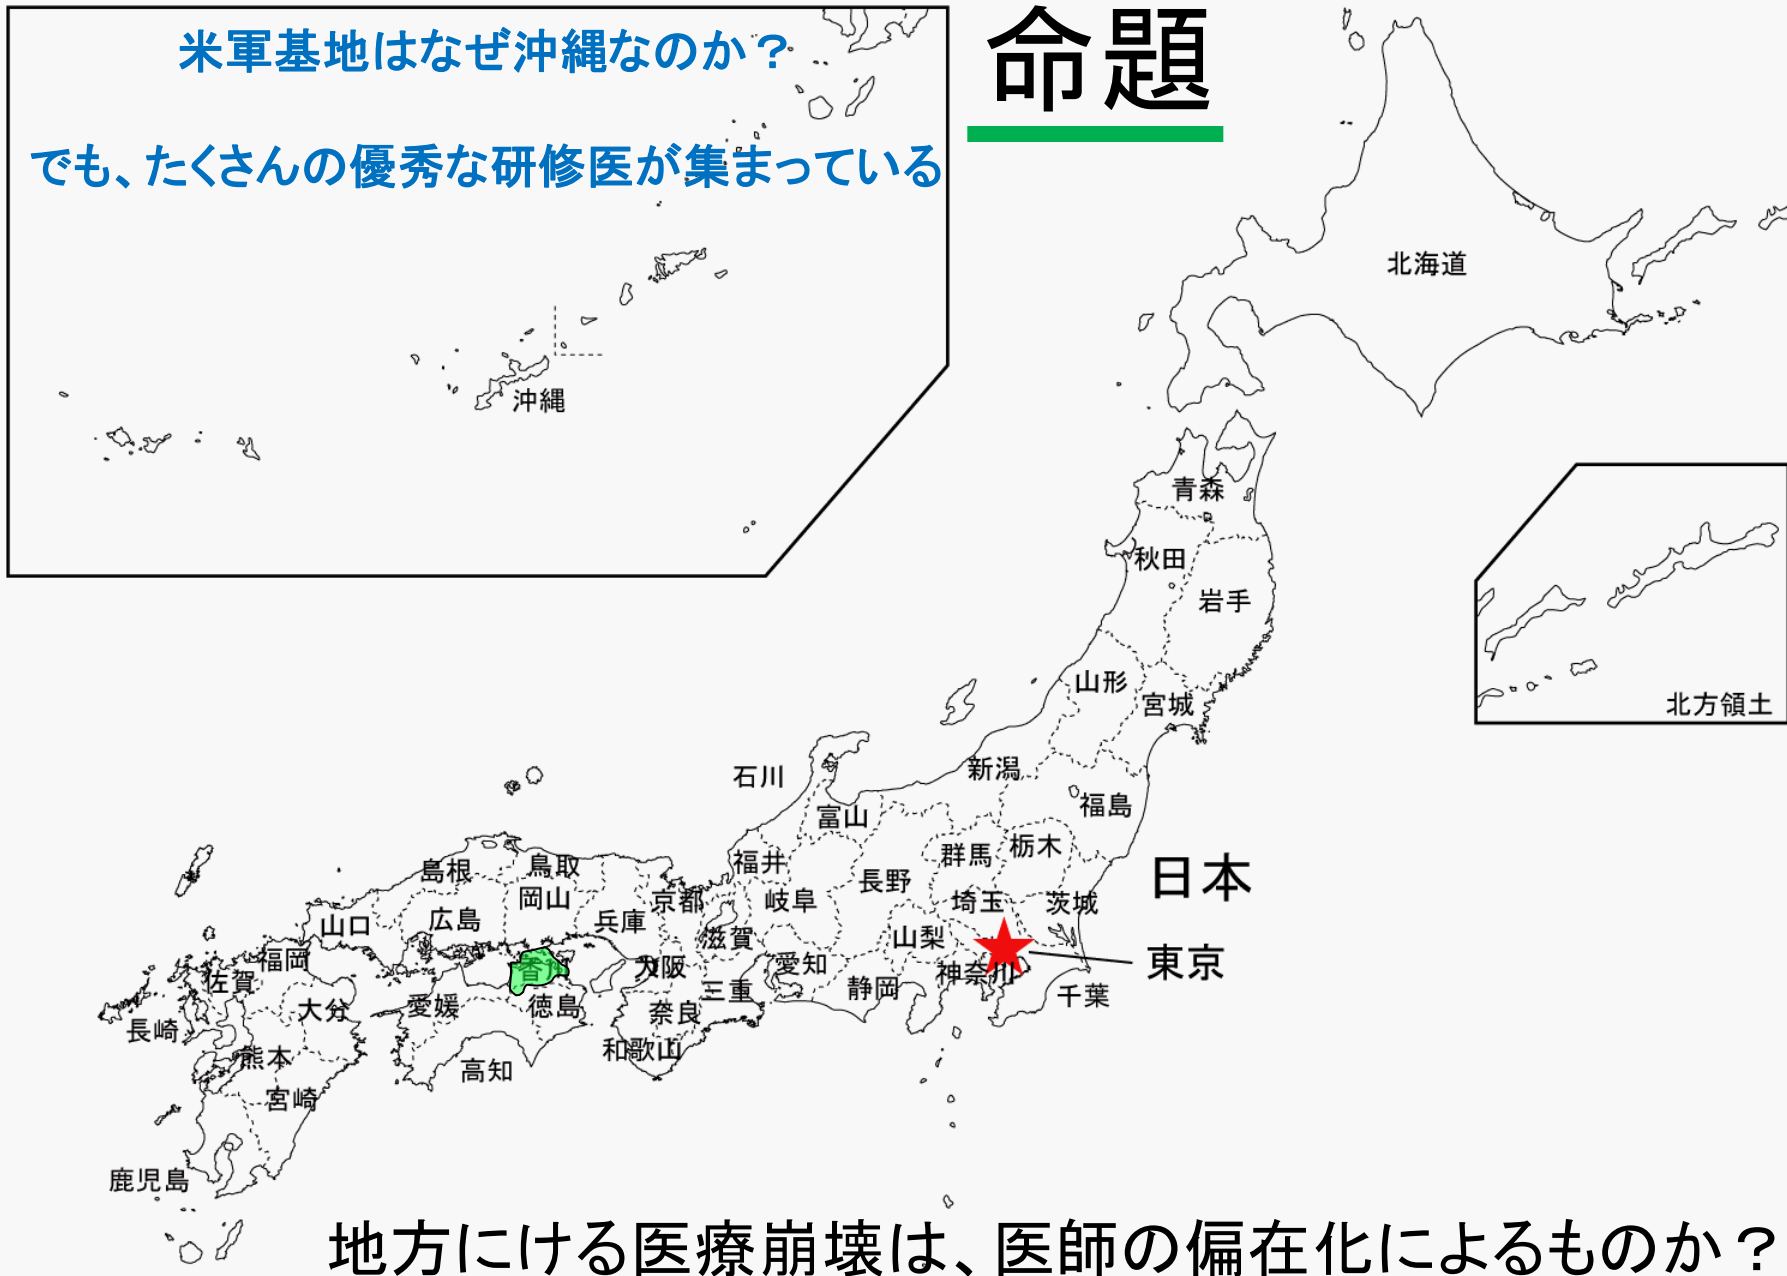 米軍基地はなぜ沖縄なのか？
でも、たくさんの優秀な研修医が集まっている
命題
北海道
沖縄
青森
秋田
岩手
山形
宮城
北方領土
石川
新潟
富山
福島
群馬
栃木
日本
福井
長野
島根
鳥取
岡山
京都
岐阜
埼玉
茨城
山口
広島
兵庫
滋賀
山梨
福岡
佐賀
大阪
愛知
神奈川
東京
静岡
千葉
三重
長崎
大分
愛媛
徳島
奈良
熊本
高知
和歌山
宮崎
鹿児島
地方にける医療崩壊は、医師の偏在化によるものか？